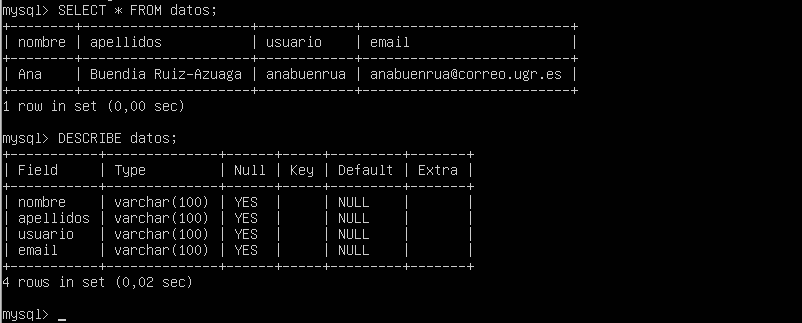 mysql> SELECT * FROM datos;
+--------+---------------------+------------+--------------------------+
| nombre | apellidos           | usuario    | email                    |
+--------+---------------------+------------+--------------------------+
| Ana    | Buendia Ruiz-Azuaga | anabuenrua | anabuenrua@correo.ugr.es |
+--------+---------------------+------------+--------------------------+
1 row in set (0,00 sec)
mysql> DESCRIBE datos;
+-----------+--------------+------+-----+---------+-------+
| Field     | Type         | Null | Key | Default | Extra |
+-----------+--------------+------+-----+---------+-------+
| nombre    | varchar(100) | YES  |     | NULL    |       |
| apellidos | varchar(100) | YES  |     | NULL    |       |
| usuario   | varchar(100) | YES  |     | NULL    |       |
| email     | varchar(100) | YES  |     | NULL    |       |
+-----------+--------------+------+-----+---------+-------+
4 rows in set (0,02 sec)
mysql> _